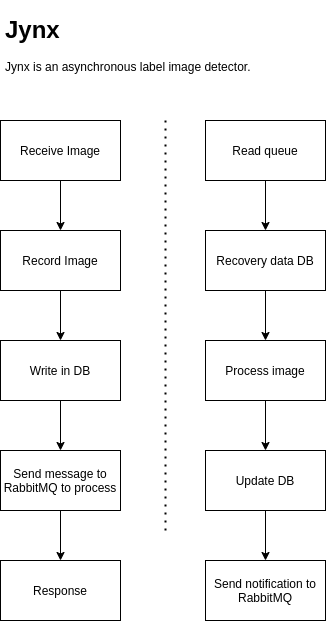 Jynx
Jynx is an asynchronous label image detector.
Receive Image
Record Image
Write in DB
Send message to
RabbitMQ to process
Response
Read queue
Recovery data DB
Process image
Update DB
Send notification to
RabbitMQ